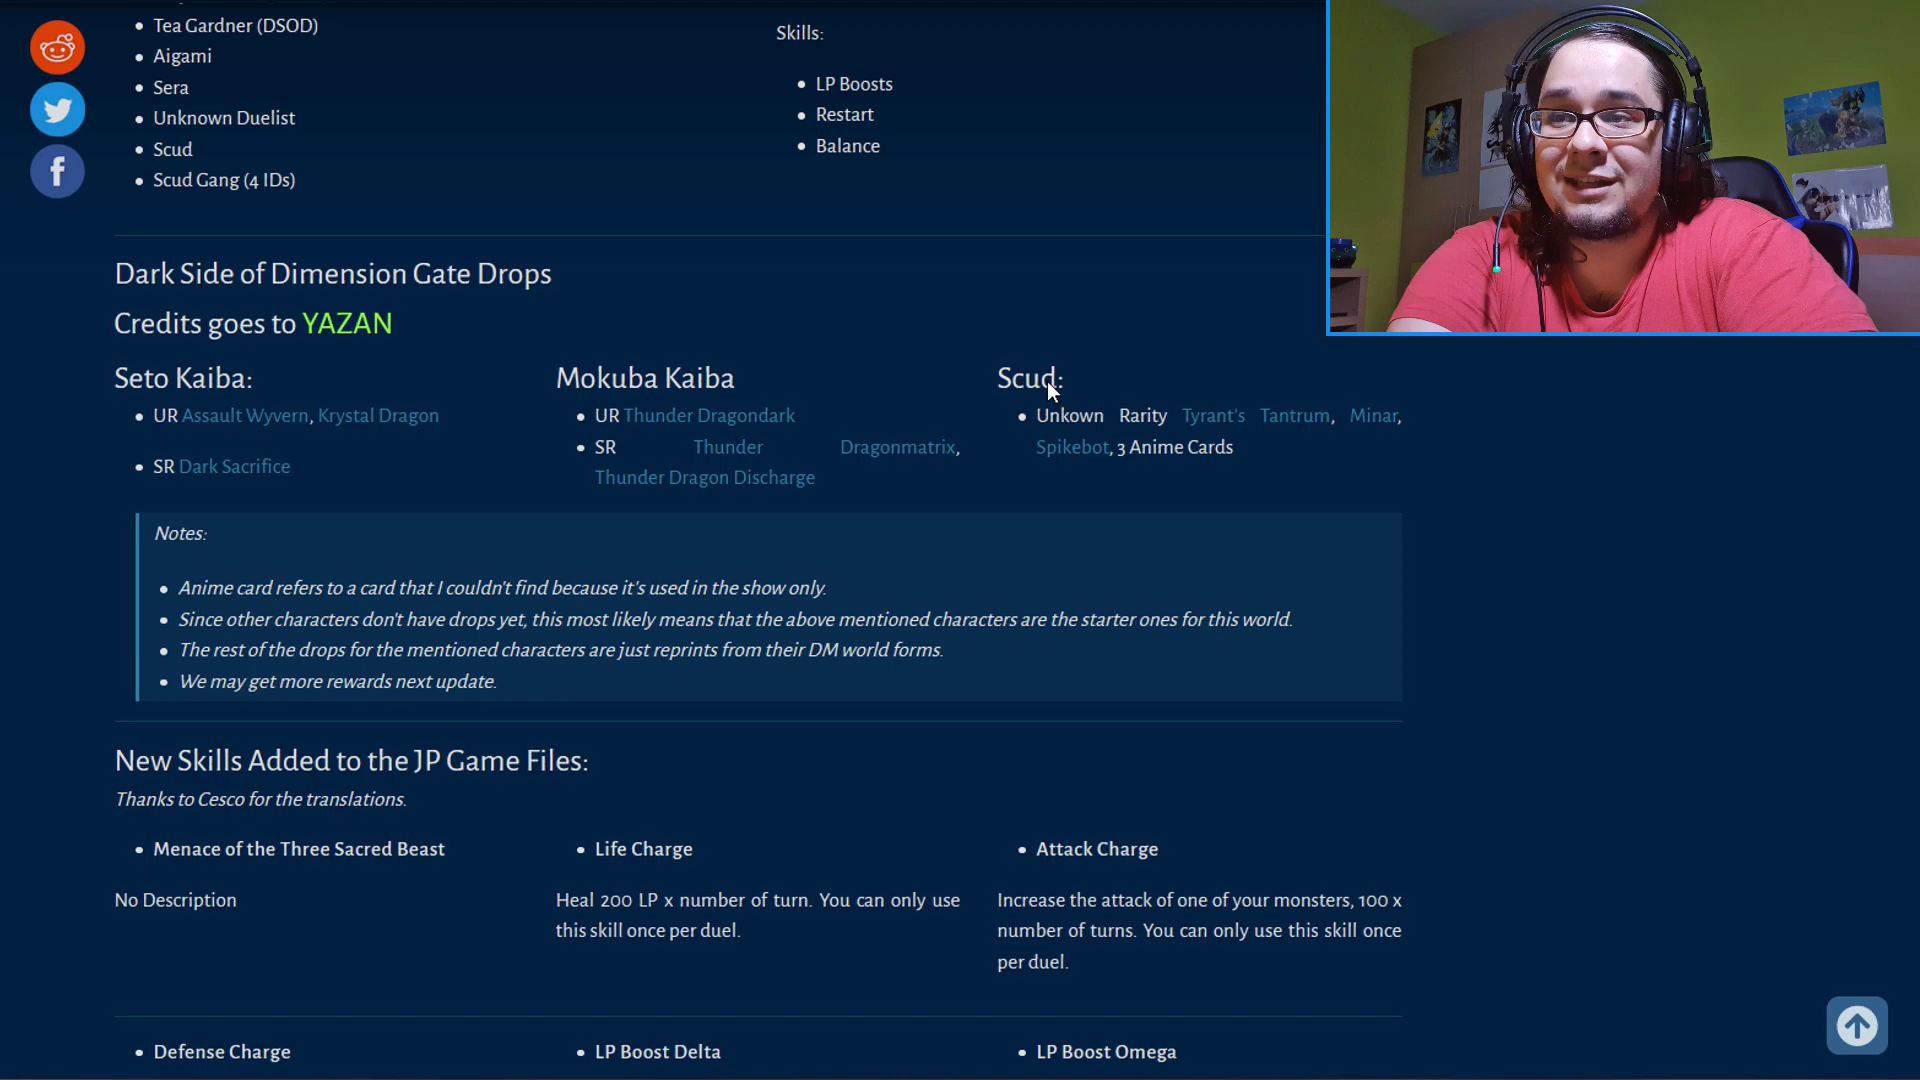 Tea Gardner (DSOD)
Aigami
Sera
Unknown Duelist
Scud
Scud Gang (4 IDs)
Skills:
LP Boosts
Restart
Balance
Dark Side of Dimension Gate Drops
Credits goes to YAZAN
Seto Kaiba:
UR Assault Wyvern, Krystal Dragon
SR Dark Sacrifice
Mokuba Kaiba
UR Thunder Dragondark
SR Thunder Dragonmatrix,
Thunder Dragon Discharge
Scud:
Unkown Rarity Tyrant's Tantrum, Minar,
Spikebot, 3 Anime Cards
Notes:
Anime card refers to a card that I couldn't find because it's used in the show only.
Since other characters don't have drops yet, this most likely means that the above mentioned characters are the starter ones for this world.
The rest of the drops for the mentioned characters are just reprints from their DM world forms.
We may get more rewards next update.
New Skills Added to the JP Game Files:
Thanks to Cesco for the translations.
Menace of the Three Sacred Beast
No Description
Life Charge
Heal 200 LP x number of turn. You can only use
this skill once per duel.
Attack Charge
Increase the attack of one of your monsters, 100 x
number of turns. You can only use this skill once
per duel.
Defense Charge
LP Boost Delta
LP Boost Omega